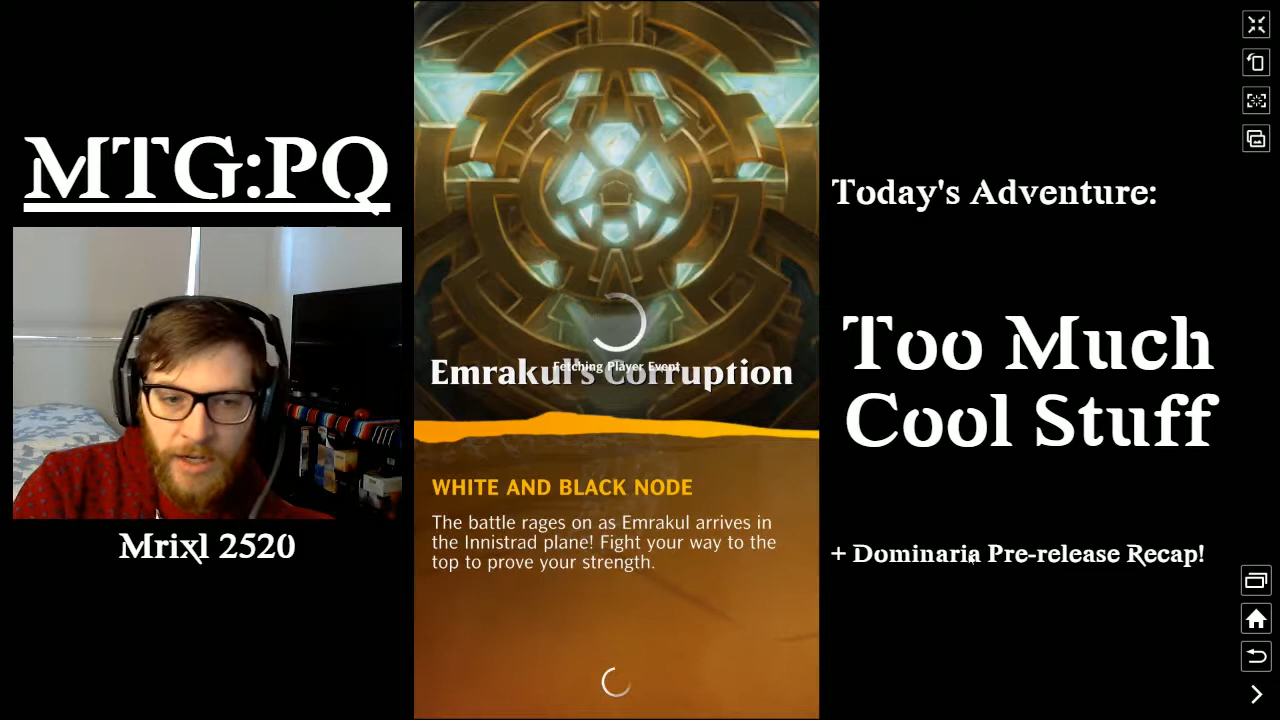 MTG:PQ
Mrixl 2520
Fetching Player Event
Emrakul's Corruption
WHITE AND BLACK NODE
The battle rages on as Emrakul arrives in
the Innistrad plane! Fight your way to the
top to prove your strength.
Today's Adventure:
Too Much
Cool Stuff
+ Dominaria Pre-release Recap!